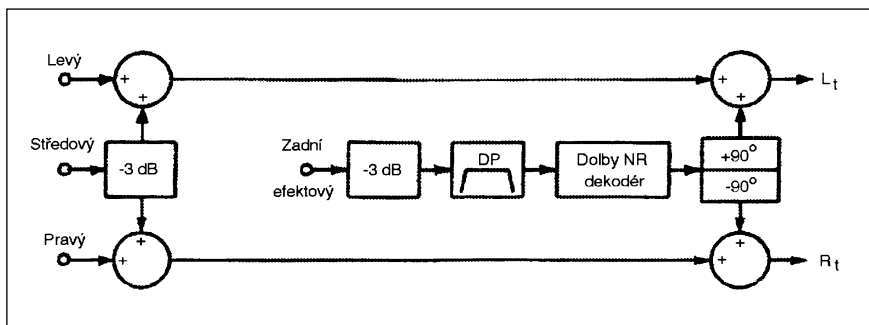 Levý
+
+
+
+
L t
Středový
-3 dB
Zadní
efektový
-3 dB
DP
Dolby NR
dekodér
+90°
-90°
Pravý
+
+
+
+
R t